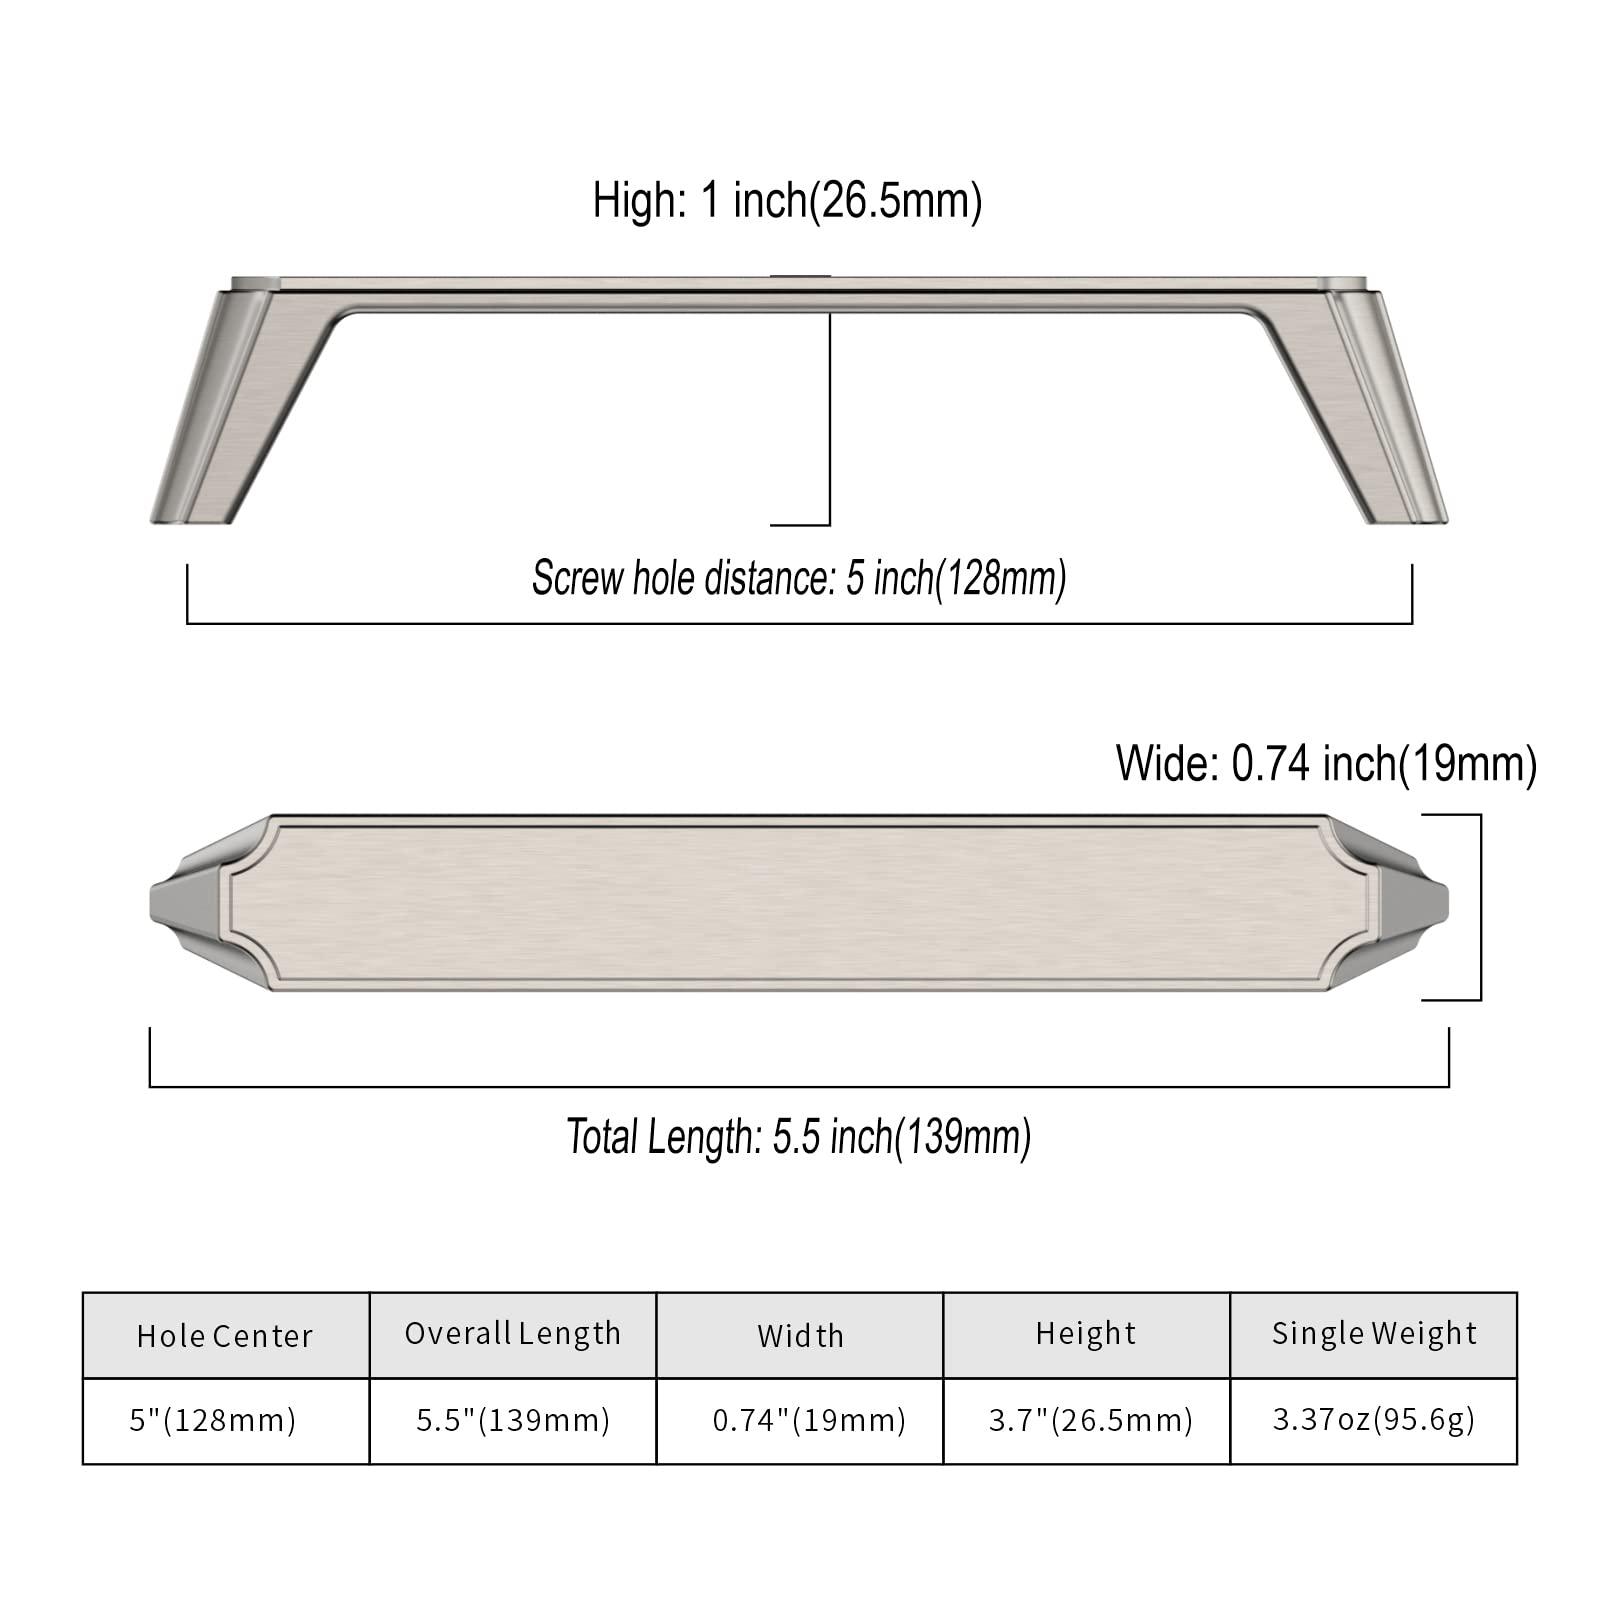 High: 1 inch(26.5mm)
Screw hole distance: 5 inch(128mm)
Wide: 0.74 inch(19mm)
Total Length: 5.5 inch(139mm)
Hole Center Overall Length Width Height Single Weight
5"(128mm) 5.5"(139mm) 0.74"(19mm) 3.7"(26.5mm) 3.37oz(95.6g)